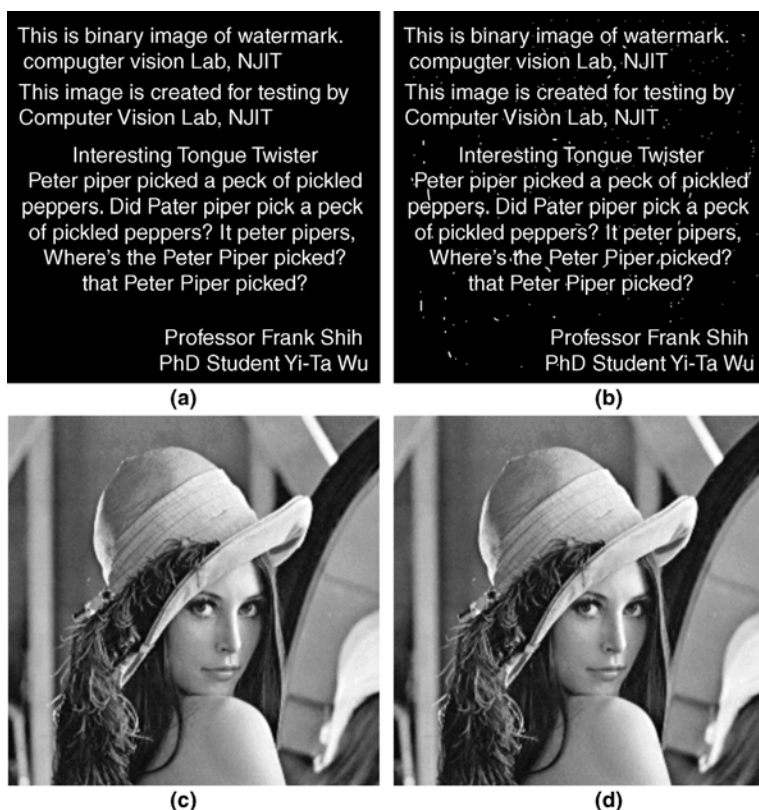 This is binary image of watermark.
compugter vision Lab, NJIT
This image is created for testing by
Computer Vision Lab, NJIT
Interesting Tongue Twister
Peter piper picked a peck of pickled
peppers. Did Pater piper pick a peck
of pickled peppers? It peter pipers,
Where's the Peter Piper picked?
that Peter Piper picked?
Professor Frank Shih
PhD Student Yi-Ta Wu
(a)
This is binary image of watermark.
compugter vision Lab, NJIT
This image is created for testing by
Computer Vision Lab, NJIT
Interesting Tongue Twister
Peter piper picked a peck of pickled
peppers. Did Pater piper pick a peck
of pickled peppers? It peter pipers,
Where's the Peter Piper picked?
that Peter Piper picked?
Professor Frank Shih
PhD Student Yi-Ta Wu
(b)
(c)
(d)